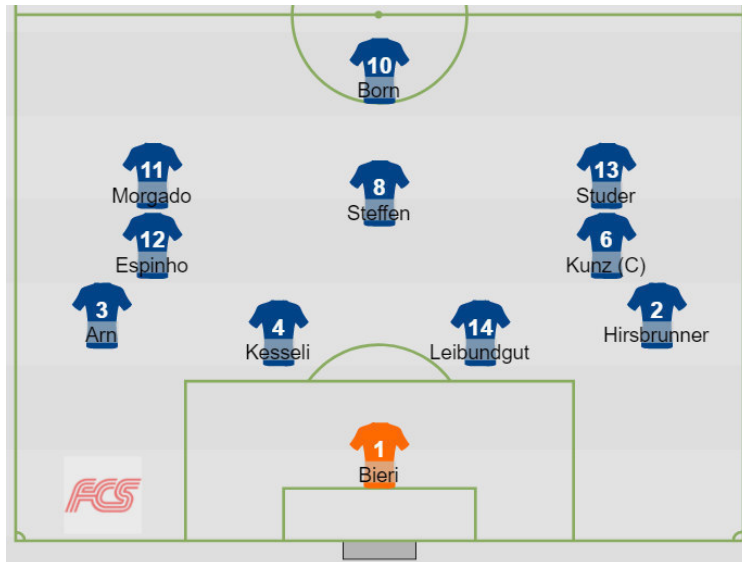 10
Born
11
Morgado
8
Steffen
13
Studer
12
Espinho
6
Kunz (C)
3
Arn
4
Kesseli
14
Leibundgut
2
Hirsbrunner
1
Bieri
FCS